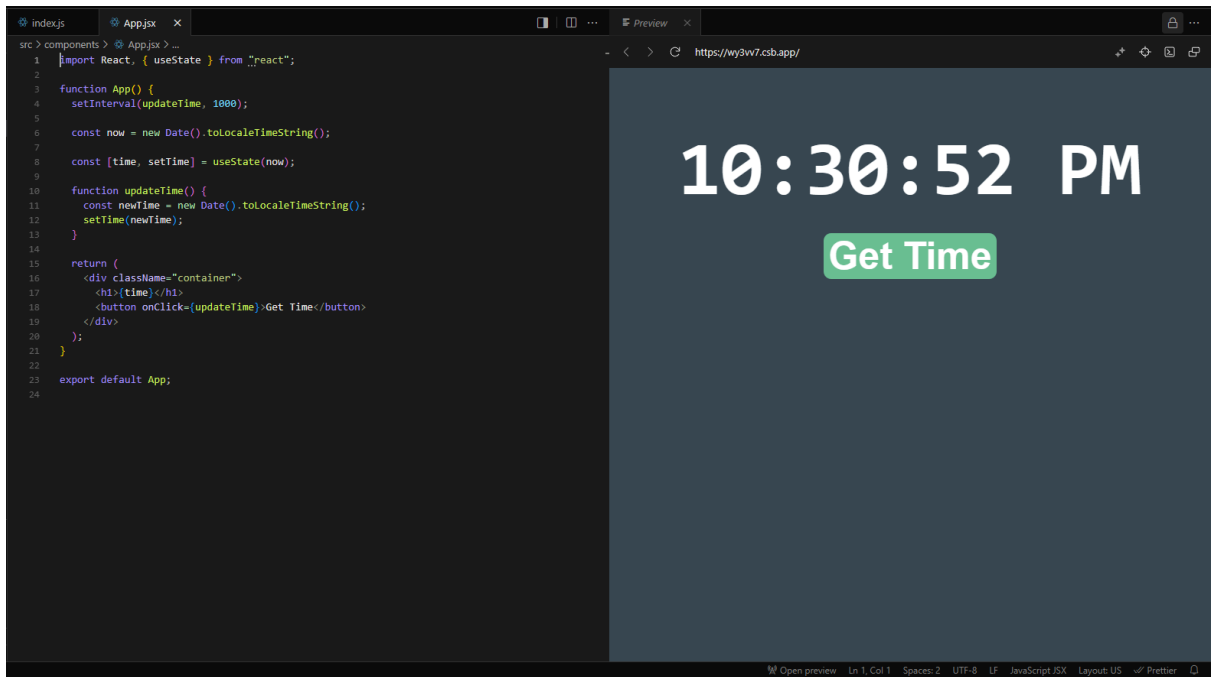 index.js App.jsx
src > components > App.jsx > ...
1 import React, { useState } from "react";
2
3 function App() {
4 setInterval(updateTime, 1000);
5
6 const now = new Date().toLocaleTimeString();
7
8 const [time, setTime] = useState(now);
9
10 function updateTime() {
11 const newTime = new Date().toLocaleTimeString();
12 setTime(newTime);
13 }
14
15 return (
16 <div className="container">
17 <h1>{time}</h1>
18 <button onClick={updateTime}>Get Time</button>
19 </div>
20 );
21 }
22
23 export default App;
24
Preview
https://wy3vv7.csb.app/
10:30:52 PM
Get Time
Open preview Ln 1, Col 1 Spaces: 2 UTF-8 LF JavaScript JSX Layout: US Prettier